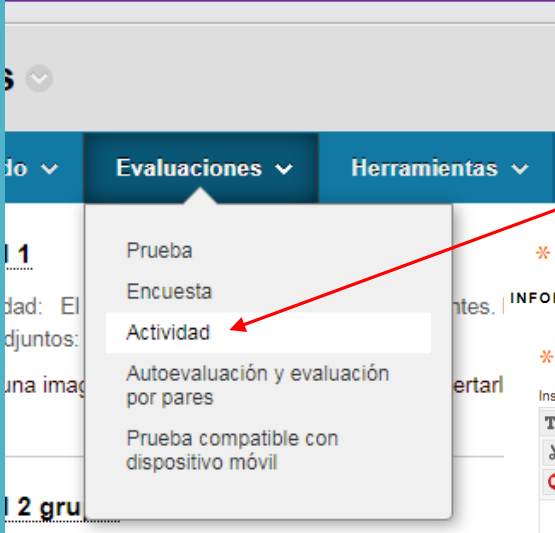 s
do Evaluaciones Herramientas
Prueba
Encuesta
Actividad
Autoevaluación y evaluación
por pares
Prueba compatible con
dispositivo móvil
l 1
dad: El
ntes.
djuntos:
una imag
ertarl
l 2 gru
*
INFO
*
Ins
T